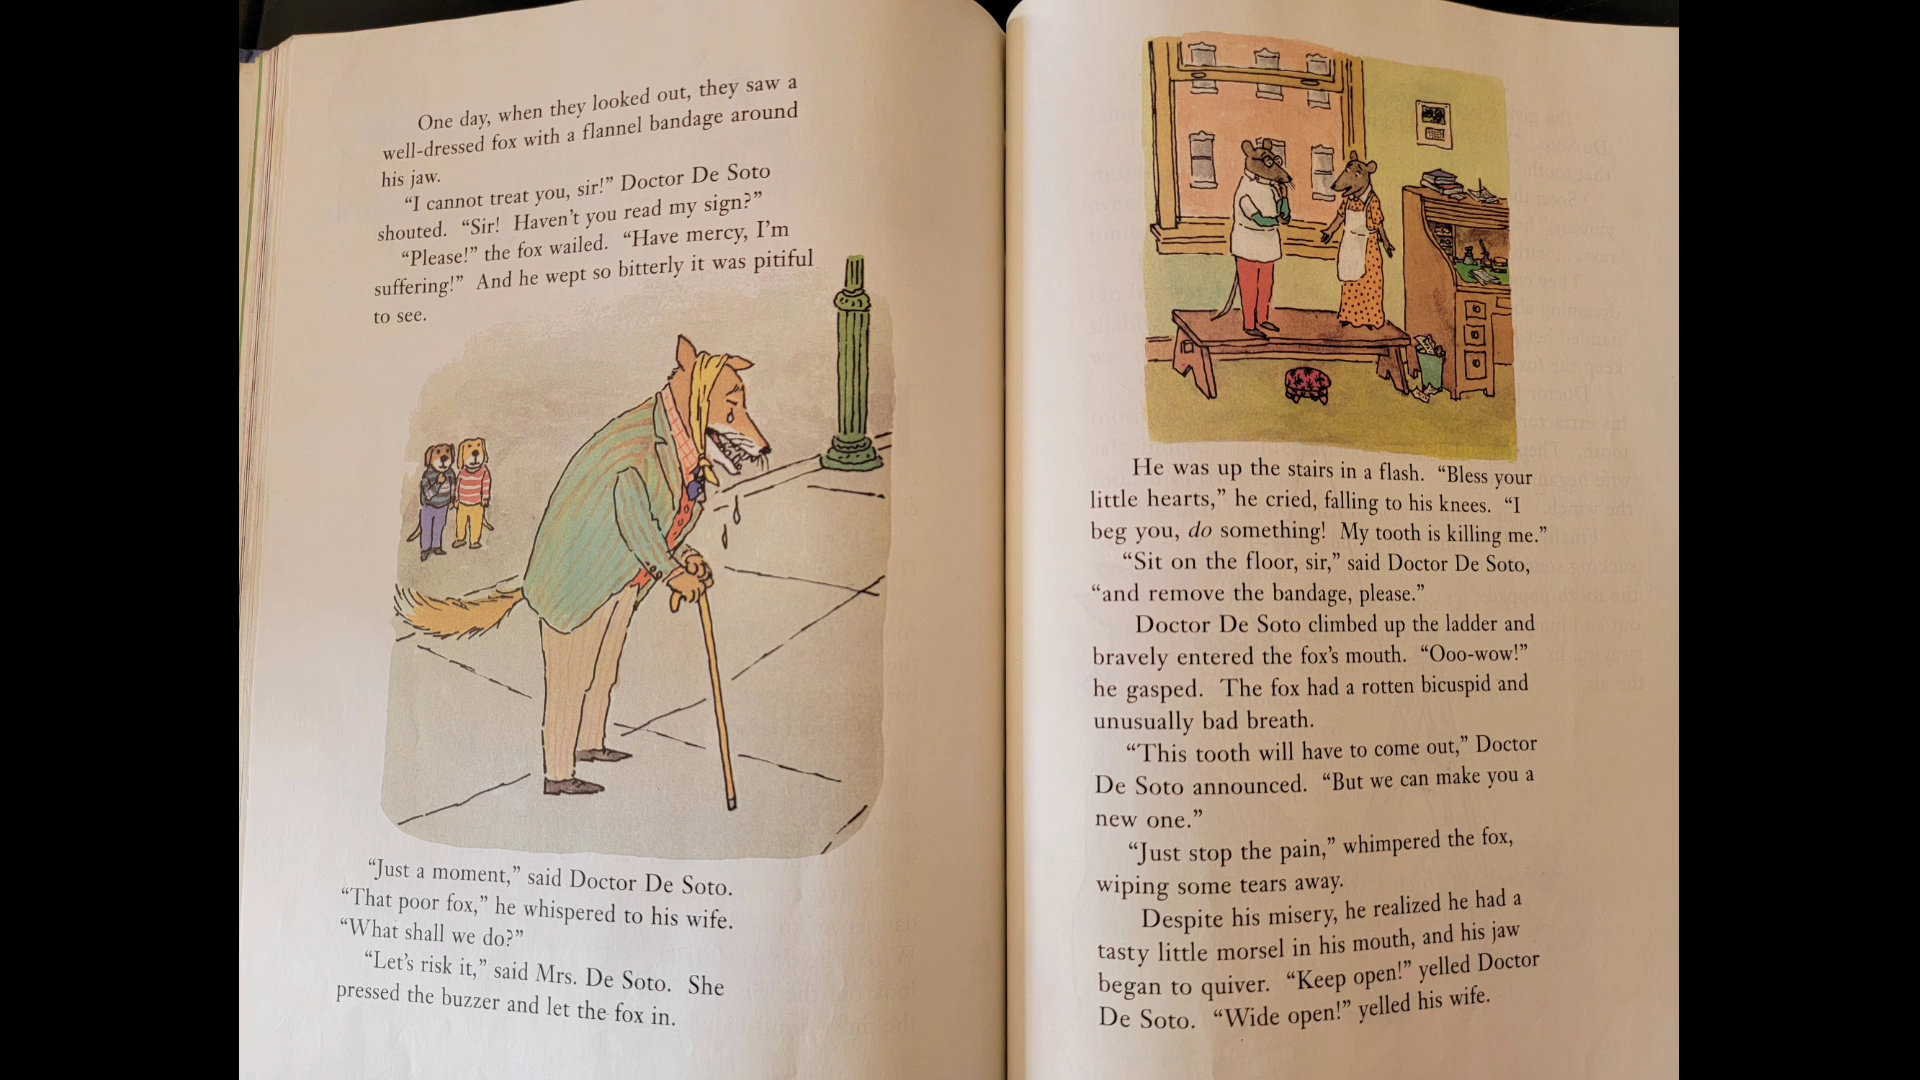 One day, when they looked out, they saw a
well-dressed fox with a flannel bandage around
his jaw.
“I cannot treat you, sir!” Doctor De Soto
shouted. “Sir! Haven’t you read my sign?”
“Please!” the fox wailed. “Have mercy, I’m
suffering!” And he wept so bitterly it was pitiful
to see.
“Just a moment,” said Doctor De Soto.
“That poor fox,” he whispered to his wife.
“What shall we do?”
“Let’s risk it,” said Mrs. De Soto. She
pressed the buzzer and let the fox in.
He was up the stairs in a flash. “Bless your
little hearts,” he cried, falling to his knees. “I
beg you, do something! My tooth is killing me.”
“Sit on the floor, sir,” said Doctor De Soto,
“and remove the bandage, please.”
Doctor De Soto climbed up the ladder and
bravely entered the fox’s mouth. “Ooo-wow!”
he gasped. The fox had a rotten bicuspid and
unusually bad breath.
“This tooth will have to come out,” Doctor
De Soto announced. “But we can make you a
new one.”
“Just stop the pain,” whimpered the fox,
wiping some tears away.
Despite his misery, he realized he had a
tasty little morsel in his mouth, and his jaw
began to quiver. “Keep open!” yelled Doctor
De Soto. “Wide open!” yelled his wife.